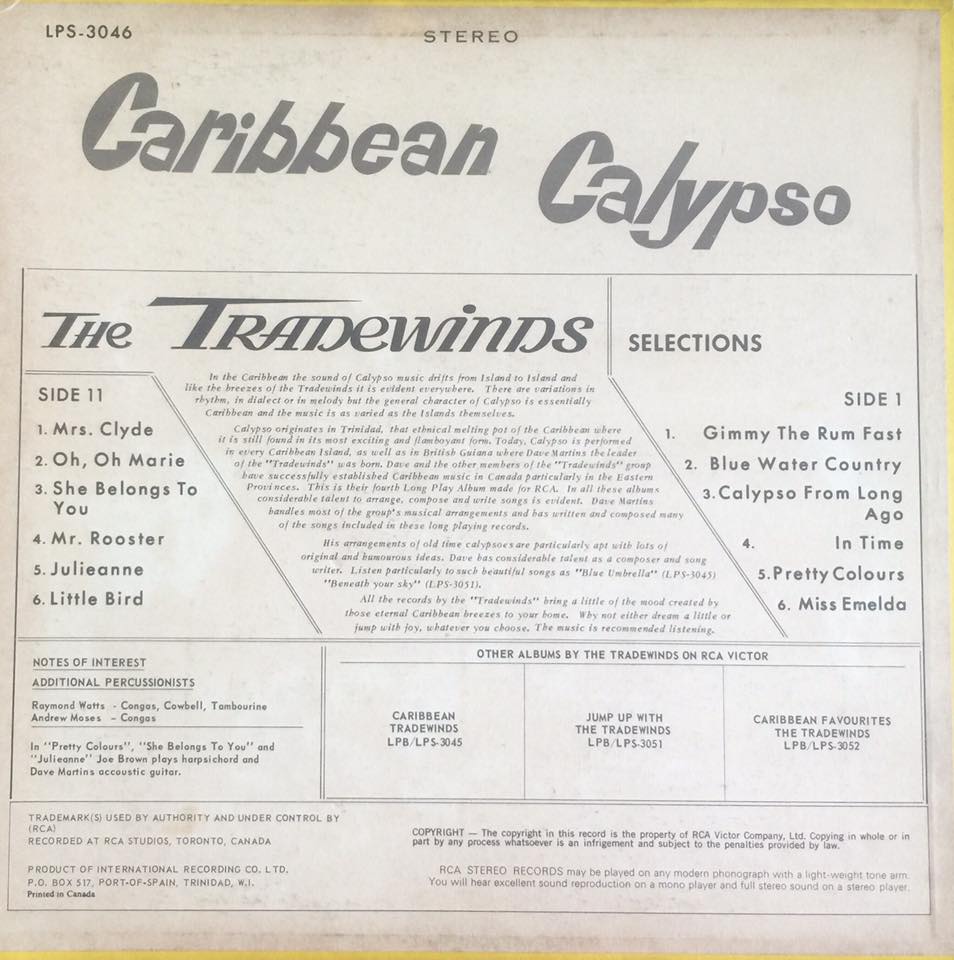 LPS-3046
STEREO
Caribbean Calypso
THE TRADEWINDS
SELECTIONS
SIDE 11
1. Mrs. Clyde
2. Oh, Oh Marie
3. She Belongs To
You
4. Mr. Rooster
5. Julieanne
6. Little Bird
In the Caribbean the sound of Calypso music drifts from Island to Island and
like the breezes of the Tradewinds it is evident everywhere. There are variations in
rhythm, in dialect or in melody but the general character of Calypso is essentially
Caribbean and the music is as varied as the Islands themselves.
Calypso originates in Trinidad, that ethnical melting pot of the Caribbean where
it is still found in its most exciting and flamboyant form. Today, Calypso is performed
in every Caribbean Island, as well as in British Guiana where Dave Martins the leader
of the "Tradewinds" was born. Dave and the other members of the "Tradewinds" group
have successfully established Caribbean music in Canada particularly in the Eastern
Provinces. This is their fourth Long Play Album made for RCA. In all these albums
considerable talent to arrange, compose and write songs is evident. Dave Martins
handles most of the group's musical arrangements and has written and composed many
of the songs included in these long playing records.
His arrangements of old time calypsoes are particularly apt with lots of
original and humourous ideas. Dave has considerable talent as a composer and song
writer. Listen particularly to such beautiful songs as "Blue Umbrella" (LPS-3045)
"Beneath your sky" (LPS-3051).
All the records by the "Tradewinds" bring a little of the mood created by
those eternal Caribbean breezes to your home. Why not either dream a little or
jump with joy, whatever you choose. The music is recommended listening.
SIDE 1
1. Gimmy The Rum Fast
2. Blue Water Country
3. Calypso From Long
Ago
4. In Time
5. Pretty Colours
6. Miss Emelda
NOTES OF INTEREST
ADDITIONAL PERCUSSIONISTS
Raymond Watts - Congas, Cowbell, Tambourine
Andrew Moses - Congas
In "Pretty Colours", "She Belongs To You" and
"Julieanne" Joe Brown plays harpsichord and
Dave Martins accoustic guitar.
OTHER ALBUMS BY THE TRADEWINDS ON RCA VICTOR
CARIBBEAN
TRADEWINDS
LPB/LPS-3045
JUMP UP WITH
THE TRADEWINDS
LPB/LPS-3051
CARIBBEAN FAVOURITES
THE TRADEWINDS
LPB/LPS-3052
TRADEMARK(S) USED BY AUTHORITY AND UNDER CONTROL BY
(RCA)
RECORDED AT RCA STUDIOS, TORONTO, CANADA
PRODUCT OF INTERNATIONAL RECORDING CO. LTD.
P.O. BOX 517, PORT-OF-SPAIN, TRINIDAD, W.I.
Printed in Canada
COPYRIGHT — The copyright in this record is the property of RCA Victor Company, Ltd. Copying in whole or in
part by any process whatsoever is an infrigement and subject to the penalties provided by law.
RCA STEREO RECORDS may be played on any modern phonograph with a light-weight tone arm.
You will hear excellent sound reproduction on a mono player and full stereo sound on a stereo player.